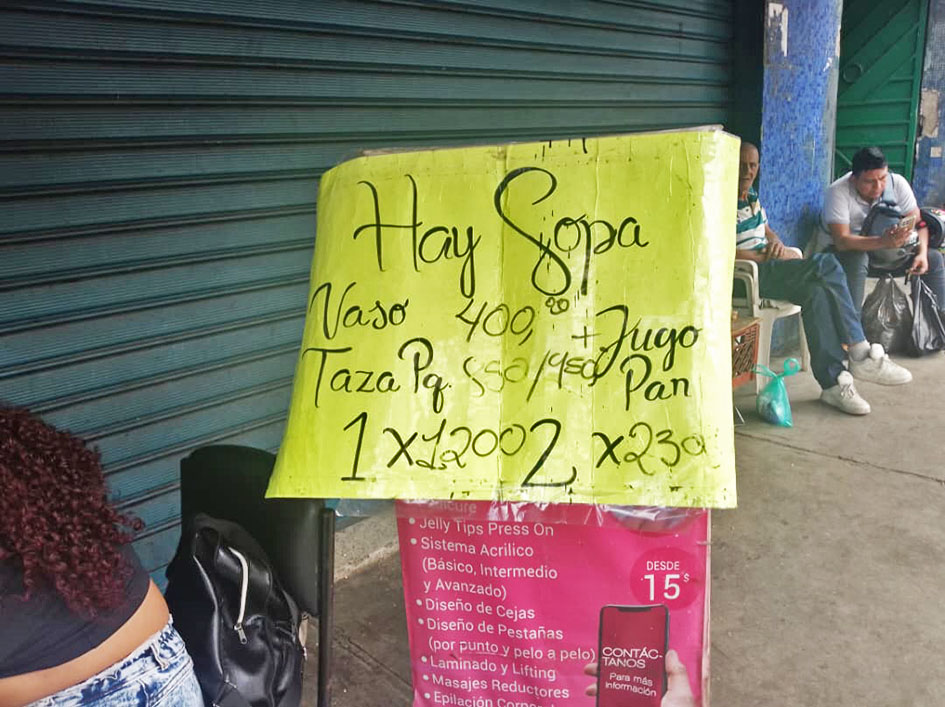 Hay Sopa
Vaso 400,00 + Jugo
Taza Pq. 550/950 Pan
1 x 1200 2 x 230
• Jelly Tips Press On
• Sistema Acrilico
(Básico, Intermedio
y Avanzado)
• Diseño de Cejas
• Diseño de Pestañas
(por punto y pelo a pelo)
• Laminado y Lifting
• Masajes Reductores
• Epilación
DESDE
15$
CONTÁC-
TANOS
Para más
información